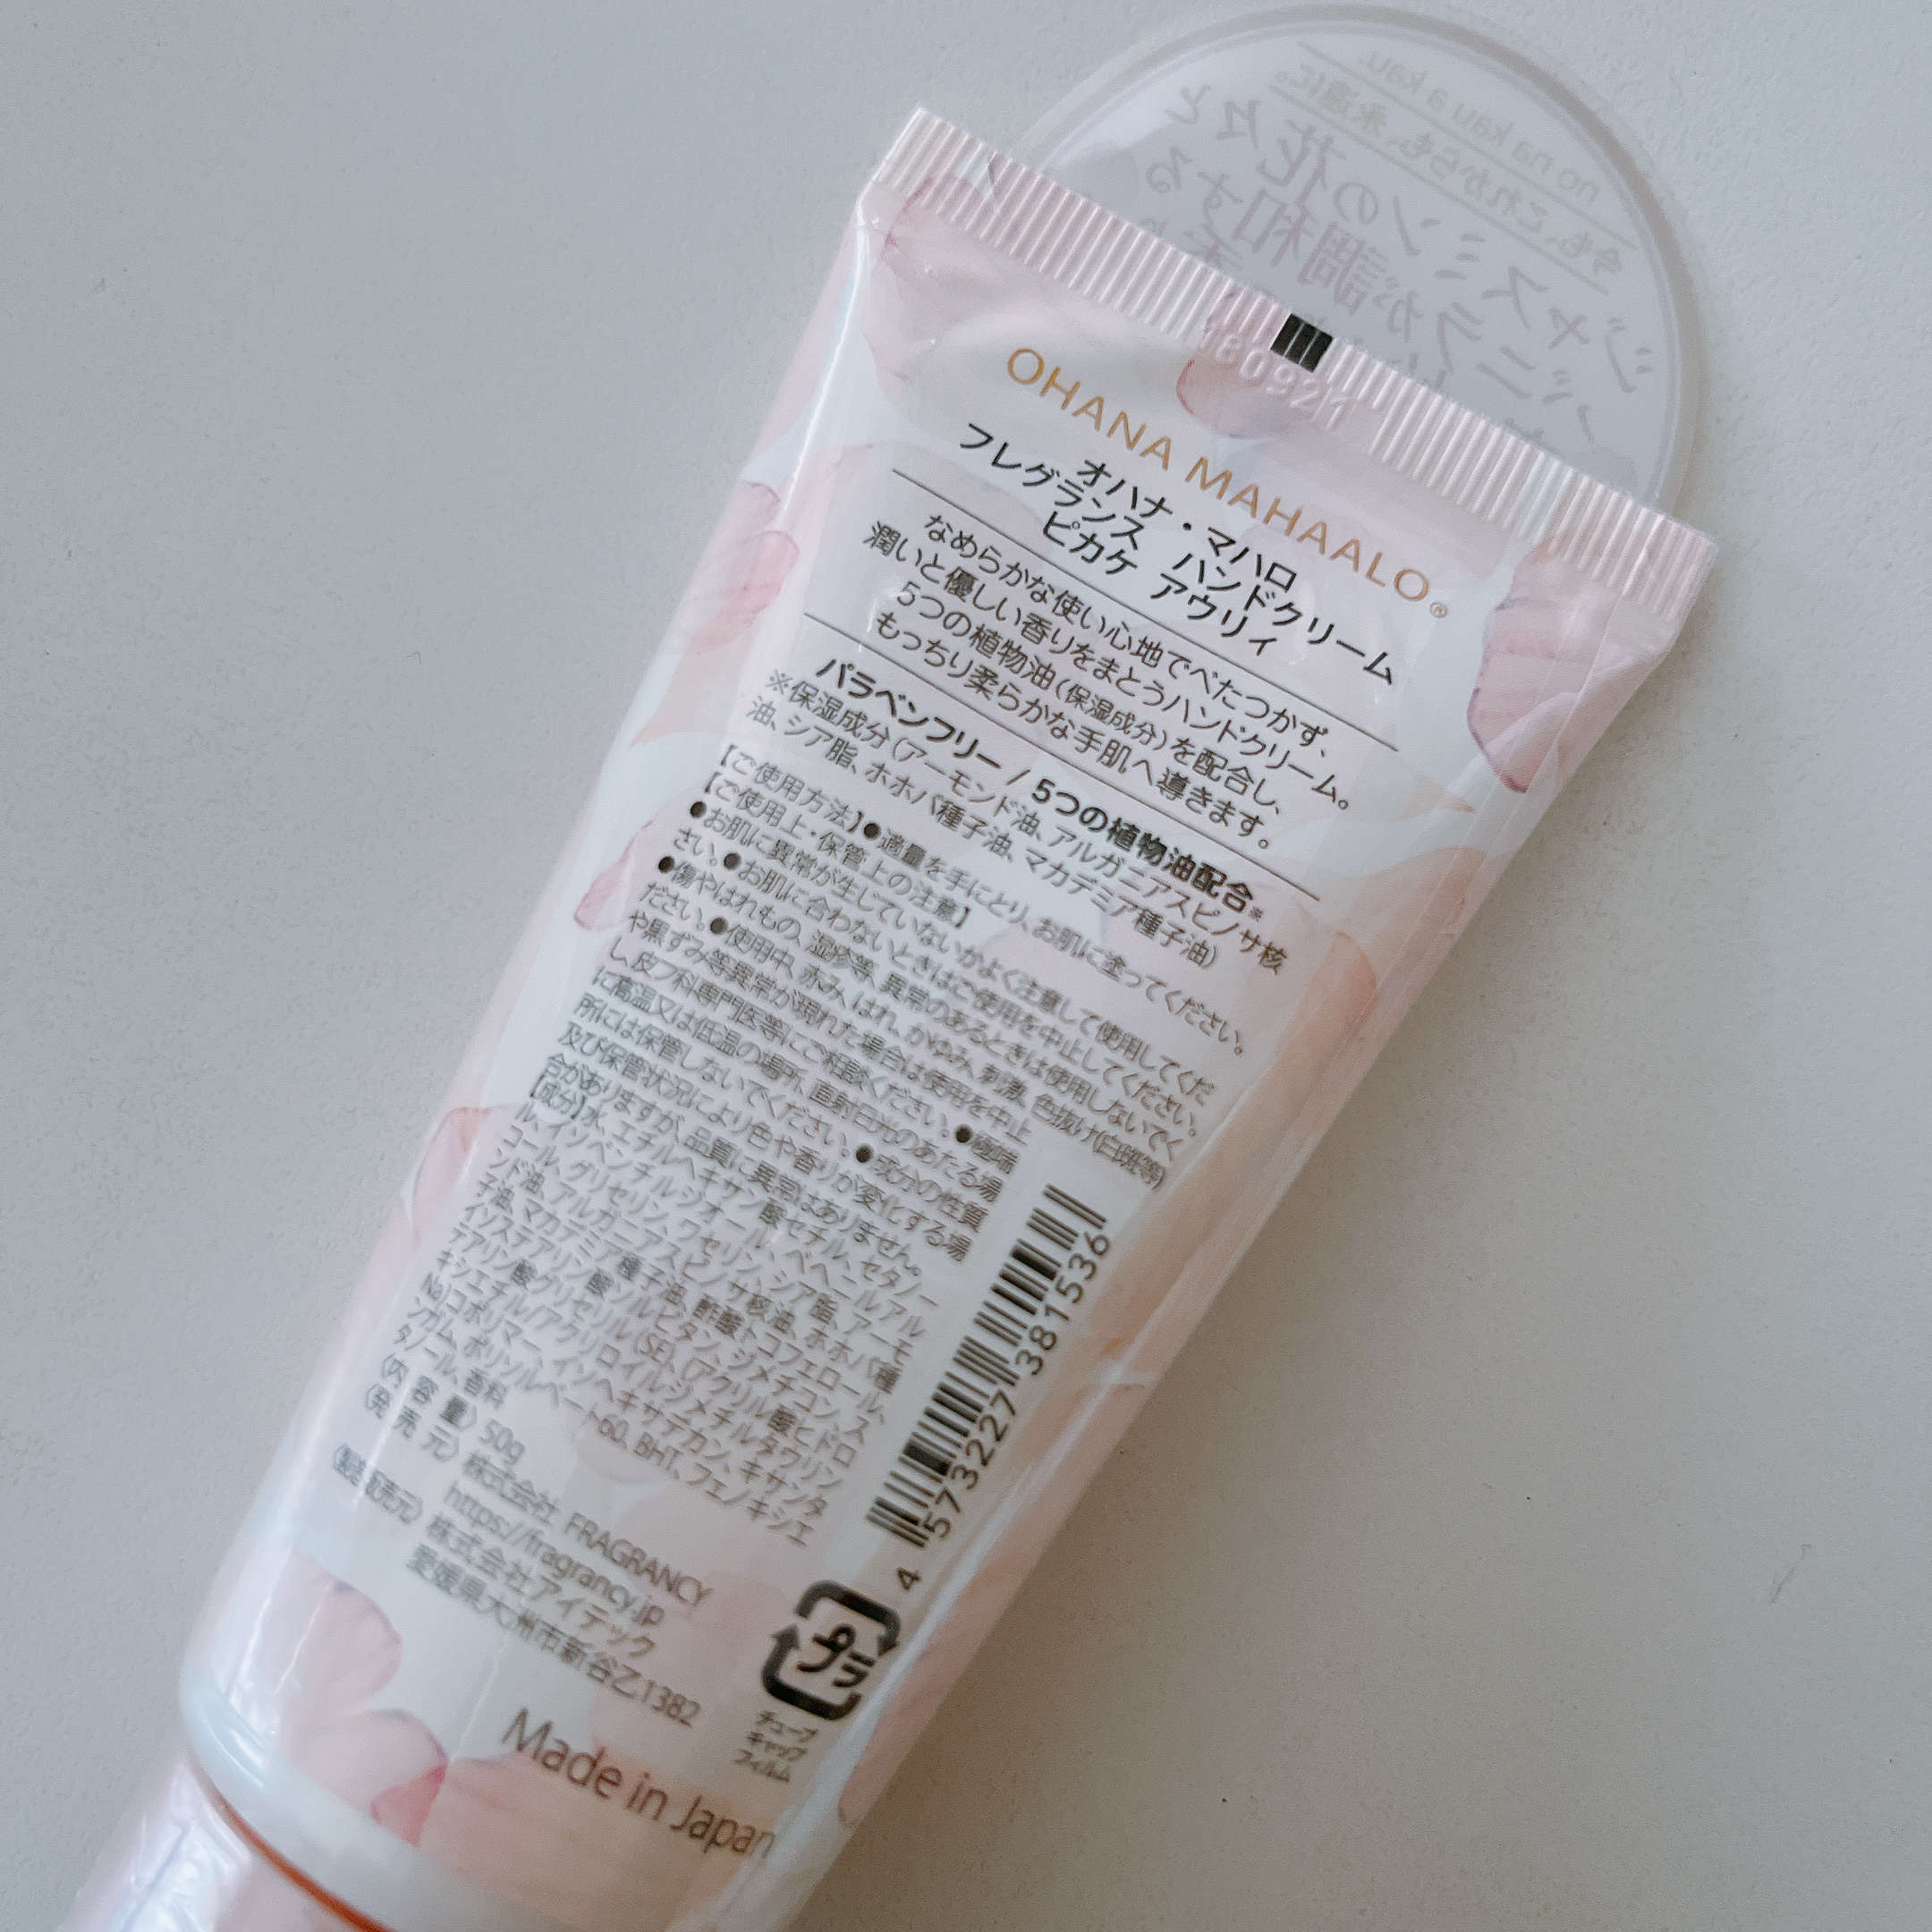 no na kau a kau.
今も、これからも、永遠に。
ジャスミンの花々と
バニラが調和する
180921
OHANA MAHAALO®
オハナ・マハロ
フレグランス ハンドクリーム
ピカケ アウリィ
なめらかな使い心地でべたつかず、
潤いと優しい香りをまとうハンドクリーム。
5つの植物油(保湿成分)を配合し、
もっちり柔らかな手肌へ導きます。
パラベンフリー / 5つの植物油配合※
※保湿成分(アーモンド油、アルガニアスピノサ核
油、シア脂、ホホバ種子油、マカデミア種子油)
【ご使用方法】●適量を手にとり、お肌に塗ってください。
【ご使用上・保管上の注意】
●お肌に異常が生じていないかよく注意して使用してくだ
さい。●お肌に合わないときはご使用を中止してください。
●傷やはれもの、湿疹等、異常のあるときは使用しないでく
ださい。●使用中、赤み、はれ、かゆみ、刺激、色抜け(白斑等)
や黒ずみ等異常が現れた場合は使用を中止
し、皮フ科専門医等にご相談ください。●極端
に高温又は低温の場所、直射日光のあたる場
所には保管しないでください。●成分の性質
及び保管状況により色や香りが変化する場
合がありますが、品質に異常はありません。
【成分】水、エチルヘキサン酸セチル、セタノー
ル、イソペンチルジオール、ベヘニルアル
コール、グリセリン、ワセリン、シア脂、アーモ
ンド油、アルガニアスピノサ核油、ホホバ種
子油、マカデミア種子油、酢酸トコフェロール、
イソステアリン酸ソルビタン、ジメチコン、ス
テアリン酸グリセリル(SE)、(アクリル酸ヒドロ
キシエチル/アクリロイルジメチルタウリン
Na)コポリマー、イソヘキサデカン、キサンタ
ンガム、ポリソルベート60、BHT、フェノキシエ
タノール、香料
〈内 容 量〉50g
〈発 売 元〉株式会社 FRAGRANCY
https://fragrancy.jp
〈製造販売元〉株式会社アイテック
愛媛県大洲市新谷乙1382
4 573227 381536
プラ
チューブ
キャップ
フィルム
Made in Japan